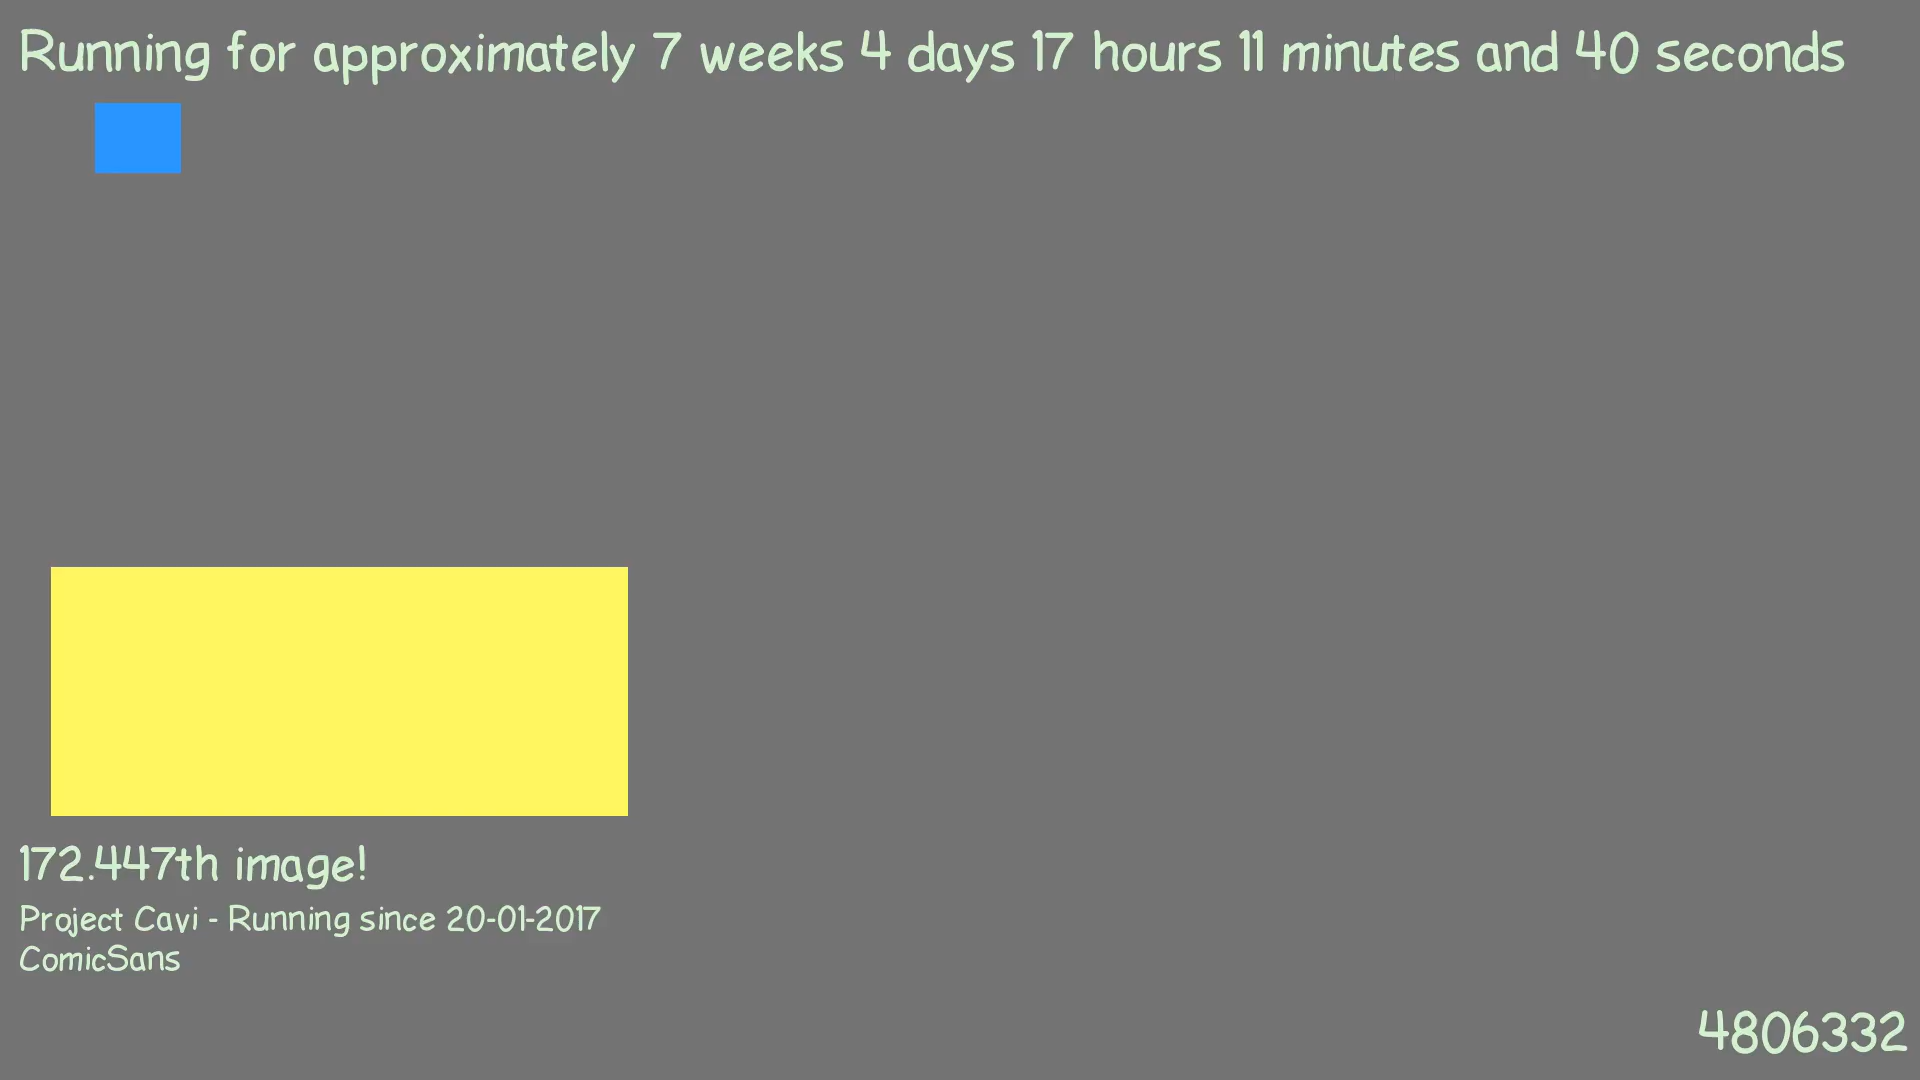 Running for approximately 7 weeks 4 days 17 hours 11 minutes and 40 seconds
172.447th image!
Project Cavi - Running since 20-01-2017
ComicSans
4806332